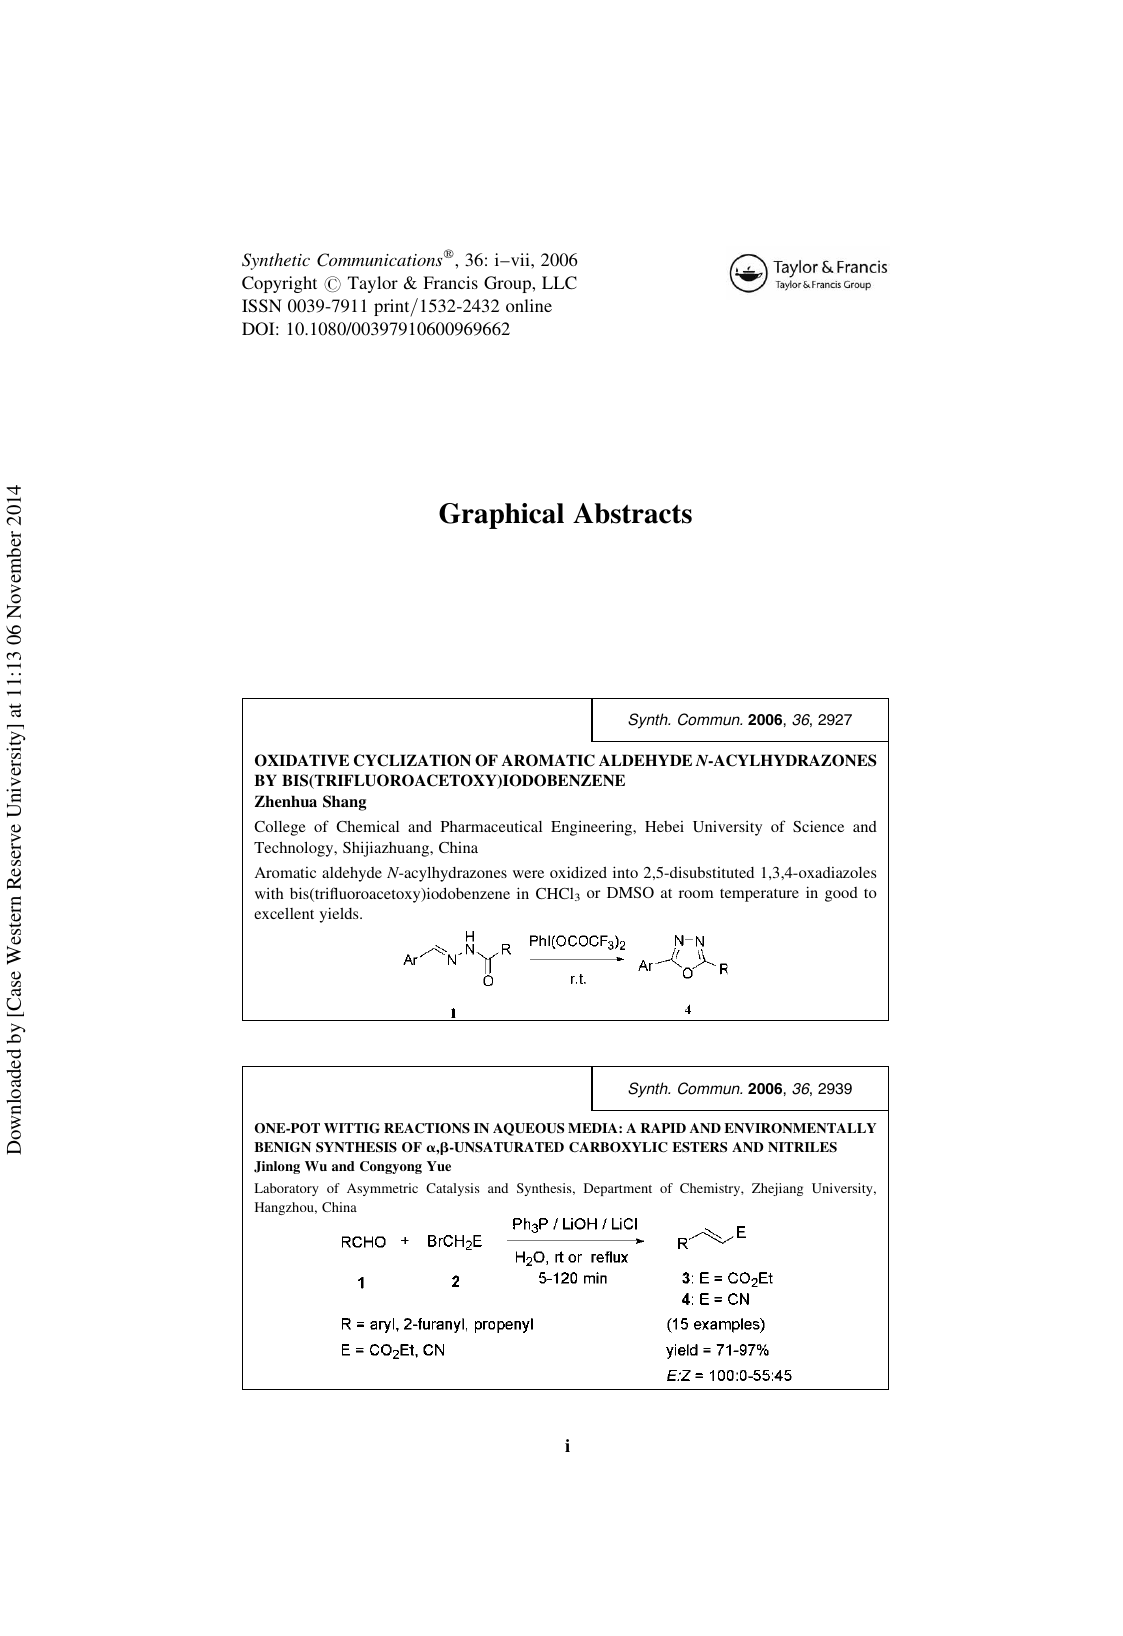 Synthetic Communications®, 36: i–vii, 2006
Copyright © Taylor & Francis Group, LLC
ISSN 0039-7911 print/1532-2432 online
DOI: 10.1080/00397910600969662
Taylor & Francis
Taylor & Francis Group
Graphical Abstracts
Downloaded by [Case Western Reserve University] at 11:13 06 November 2014
Synth. Commun. 2006, 36, 2927
OXIDATIVE CYCLIZATION OF AROMATIC ALDEHYDE N-ACYLHYDRAZONES
BY BIS(TRIFLUOROACETOXY)IODOBENZENE
Zhenhua Shang
College of Chemical and Pharmaceutical Engineering, Hebei University of Science and
Technology, Shijiazhuang, China
Aromatic aldehyde N-acylhydrazones were oxidized into 2,5-disubstituted 1,3,4-oxadiazoles
with bis(trifluoroacetoxy)iodobenzene in CHCl3 or DMSO at room temperature in good to
excellent yields.
H
Ar N N R
O
PhI(OCOCF3)2
r.t.
N N
Ar O R
1 4
Synth. Commun. 2006, 36, 2939
ONE-POT WITTIG REACTIONS IN AQUEOUS MEDIA: A RAPID AND ENVIRONMENTALLY
BENIGN SYNTHESIS OF α,β-UNSATURATED CARBOXYLIC ESTERS AND NITRILES
Jinlong Wu and Congyong Yue
Laboratory of Asymmetric Catalysis and Synthesis, Department of Chemistry, Zhejiang University,
Hangzhou, China
RCHO + BrCH2E
Ph3P / LiOH / LiCl
H2O, rt or reflux
5-120 min
R E
1 2
3: E = CO2Et
4: E = CN
R = aryl, 2-furanyl, propenyl
(15 examples)
E = CO2Et, CN
yield = 71-97%
E:Z = 100:0-55:45
i